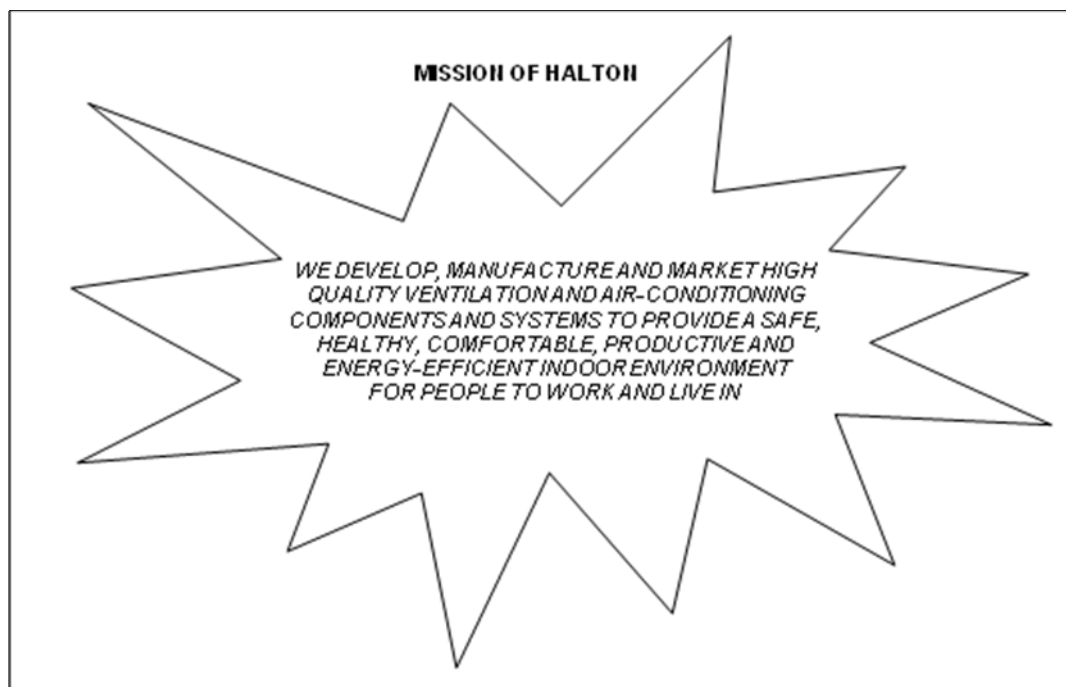 MISSION OF HALTON
WE DEVELOP, MANUFACTURE AND MARKET HIGH
QUALITY VENTILATION AND AIR-CONDITIONING
COMPONENTS AND SYSTEMS TO PROVIDE A SAFE,
HEALTHY, COMFORTABLE, PRODUCTIVE AND
ENERGY-EFFICIENT INDOOR ENVIRONMENT
FOR PEOPLE TO WORK AND LIVE IN